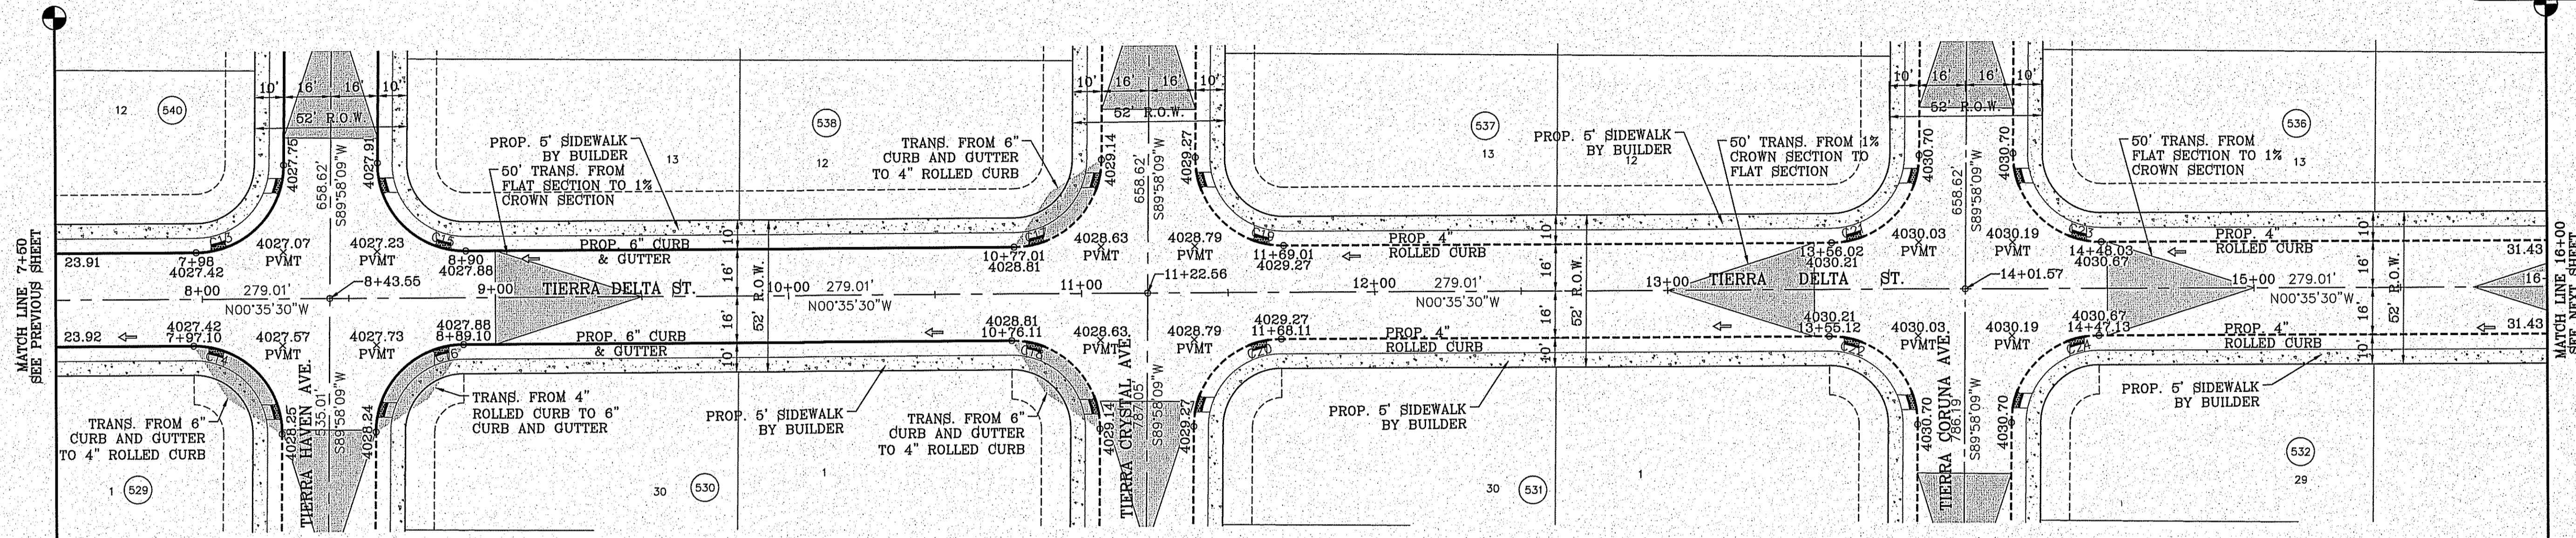 MATCH LINE 7+50
SEE PREVIOUS SHEET
12
540
10' 16' 16' 10'
52' R.O.W.
4027.75
4027.91
658.62'
S89°58'09"W
PROP. 5' SIDEWALK
BY BUILDER
50' TRANS. FROM
FLAT SECTION TO 1%
CROWN SECTION
13
538
12
TRANS. FROM 6"
CURB AND GUTTER
TO 4" ROLLED CURB
10' 16' 16' 10'
52' R.O.W.
4029.14
4029.27
658.62'
S89°58'09"W
537
13
PROP. 5' SIDEWALK
BY BUILDER
12
50' TRANS. FROM 1%
CROWN SECTION TO
FLAT SECTION
10' 16' 16' 10'
52' R.O.W.
4030.70
4030.70
658.62'
S89°58'09"W
536
50' TRANS. FROM
FLAT SECTION TO 1%
CROWN SECTION
13
23.91
7+98
4027.42
4027.07
PVMT
4027.23
PVMT
C15
8+90
4027.88
PROP. 6" CURB
& GUTTER
10'
16'
52' R.O.W.
16'
10'
10+77.01
4028.81
4028.63
PVMT
4028.79
PVMT
11+69.01
4029.27
PROP. 4"
ROLLED CURB
10'
16'
52' R.O.W.
16'
10'
13+56.02
4030.21
C21
4030.03
PVMT
4030.19
PVMT
C23
14+48.03
4030.67
PROP. 4"
ROLLED CURB
10'
16'
52' R.O.W.
16'
10'
31.43
8+00
279.01'
N00°35'30"W
8+43.55
9+00
TIERRA DELTA ST.
10+00
279.01'
N00°35'30"W
11+00
11+22.56
12+00
279.01'
N00°35'30"W
13+00
TIERRA DELTA ST.
14+01.57
15+00
279.01'
N00°35'30"W
16+
23.92
4027.42
7+97.10
4027.57
PVMT
4027.73
PVMT
4027.88
8+89.10
C16
PROP. 6" CURB
& GUTTER
4028.81
10+76.11
C18
4028.63
PVMT
4028.79
PVMT
4029.27
11+68.11
C20
PROP. 4"
ROLLED CURB
4030.21
13+55.12
C22
4030.03
PVMT
4030.19
PVMT
4030.67
14+47.13
C24
PROP. 4"
ROLLED CURB
31.43
MATCH LINE 16+00
SEE NEXT SHEET
TRANS. FROM 6"
CURB AND GUTTER
TO 4" ROLLED CURB
1
529
4028.25
TIERRA HAVEN AVE.
535.01'
S89°58'09"W
4028.24
TRANS. FROM 4"
ROLLED CURB TO 6"
CURB AND GUTTER
30
530
PROP. 5' SIDEWALK
BY BUILDER
1
TRANS. FROM 6"
CURB AND GUTTER
TO 4" ROLLED CURB
4029.14
TIERRA CRYSTAL AVE.
787.05
S89°58'09"W
4029.27
PROP. 5' SIDEWALK
BY BUILDER
30
531
1
4030.70
TIERRA CORUNA AVE.
786.19'
S89°58'09"W
4030.70
PROP. 5' SIDEWALK
BY BUILDER
532
29